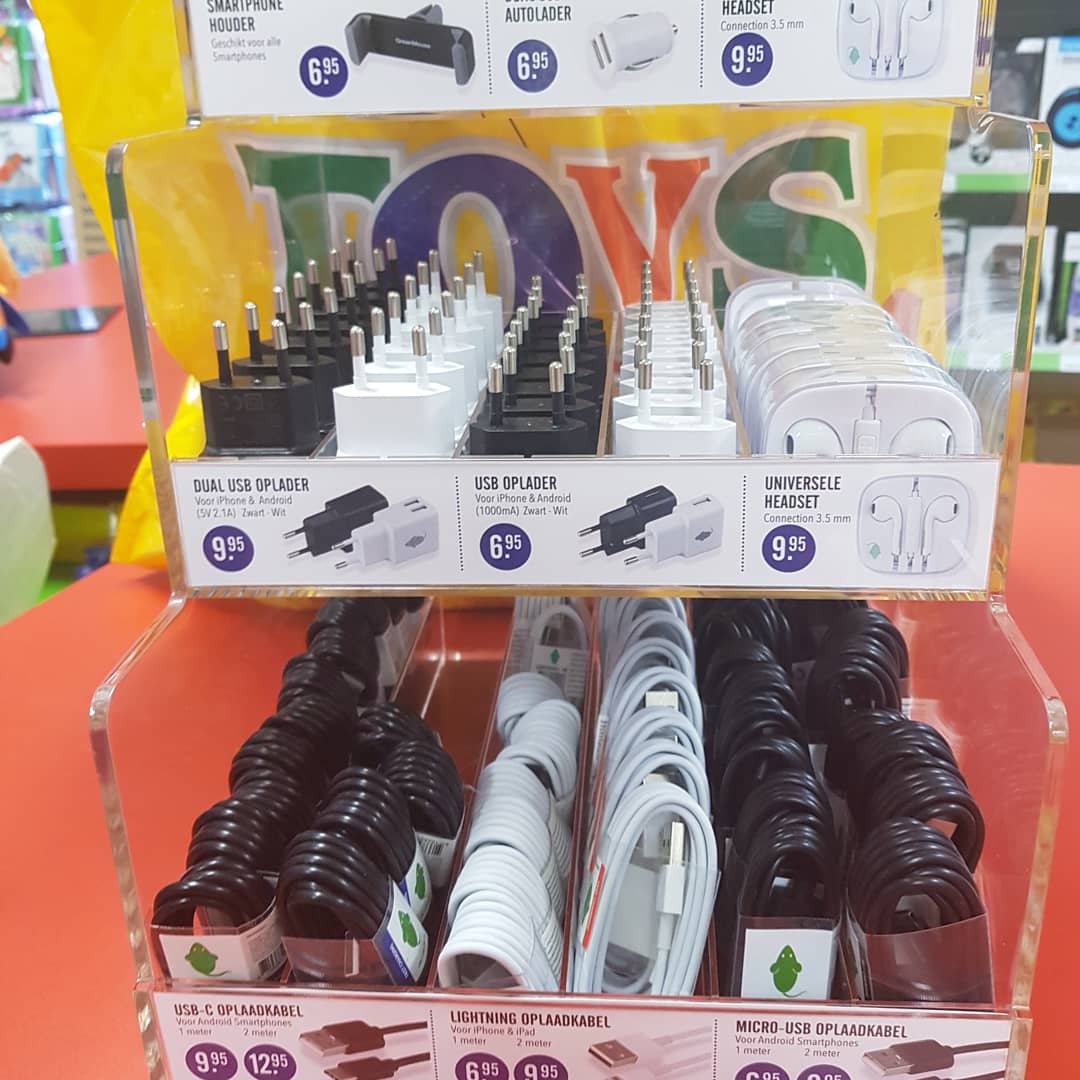 SMARTPHONE
HOUDER
Geschikt voor alle
Smartphones
6.95
AUTOLADER
6.95
HEADSET
Connection 3.5 mm
9.95
TOYS
DUAL USB OPLADER
Voor iPhone & Android
(5V 2.1A) Zwart - Wit
9.95
USB OPLADER
Voor iPhone & Android
(1000mA) Zwart - Wit
6.95
UNIVERSELE
HEADSET
Connection 3.5 mm
9.95
USB-C OPLAADKABEL
Voor Android Smartphones
1 meter 2 meter
9.95 12.95
LIGHTNING OPLAADKABEL
Voor iPhone & iPad
1 meter 2 meter
6.95 9.95
MICRO-USB OPLAADKABEL
Voor Android Smartphones
1 meter 2 meter